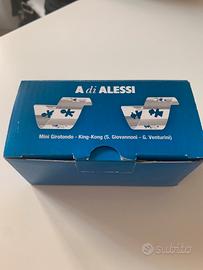 A di ALESSI
Mini Girotondo - King-Kong (S. Giovannoni - G. Venturini)
subito